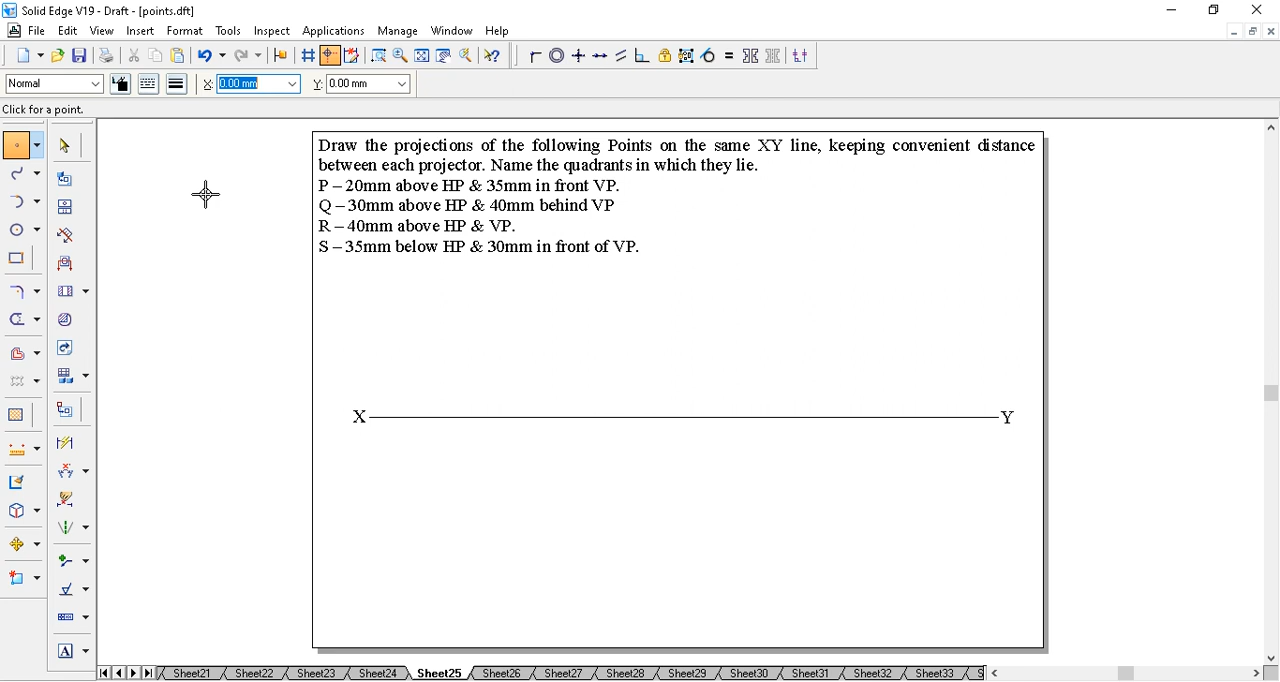 Solid Edge V19 - Draft - [points.dft]
File Edit View Insert Format Tools Inspect Applications Manage Window Help
Normal X: 0.00 mm Y: 0.00 mm
Click for a point.
Draw the projections of the following Points on the same XY line, keeping convenient distance
between each projector. Name the quadrants in which they lie.
P – 20mm above HP & 35mm in front VP.
Q – 30mm above HP & 40mm behind VP
R – 40mm above HP & VP.
S – 35mm below HP & 30mm in front of VP.
X Y
A
Sheet21 Sheet22 Sheet23 Sheet24 Sheet25 Sheet26 Sheet27 Sheet28 Sheet29 Sheet30 Sheet31 Sheet32 Sheet33 S